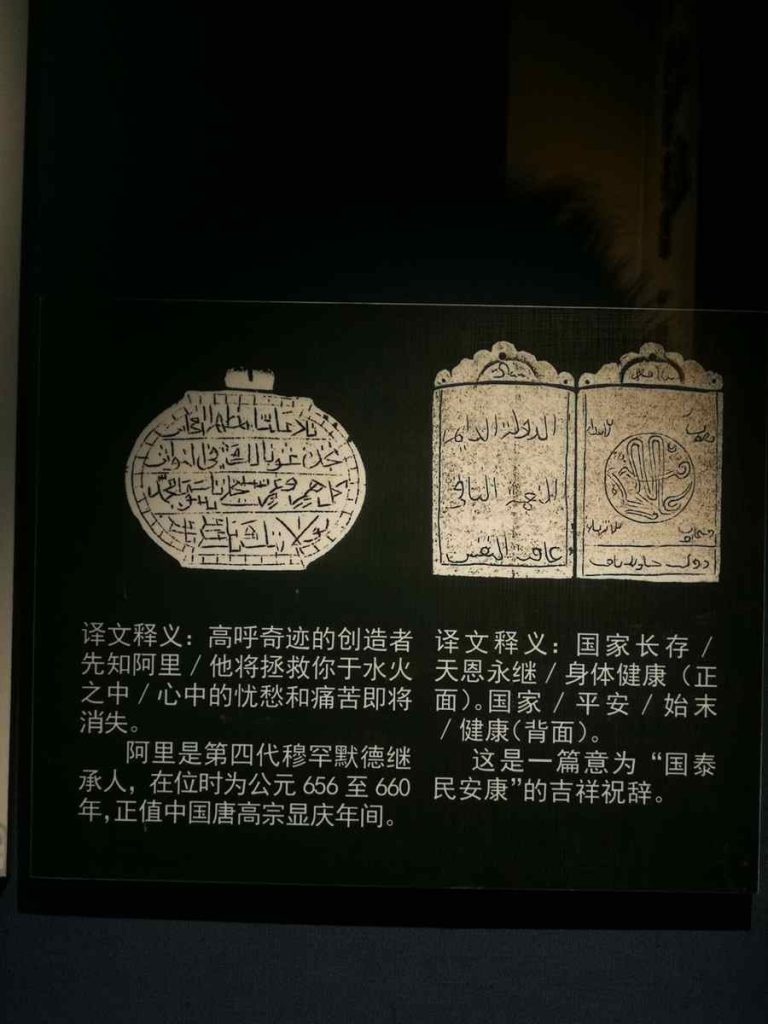 ناد عليا مظهر العجايب
الدولة
译文释义：高呼奇迹的创造者
先知阿里/他将拯救你于水火
之中/心中的忧愁和痛苦即将
消失。
阿里是第四代穆罕默德继
承人，在位时为公元 656 至 660
年，正值中国唐高宗显庆年间。
译文释义：国家长存/
天恩永继/身体健康（正
面）。国家/平安/始末
/健康（背面）。
这是一篇意为“国泰
民安康”的吉祥祝辞。